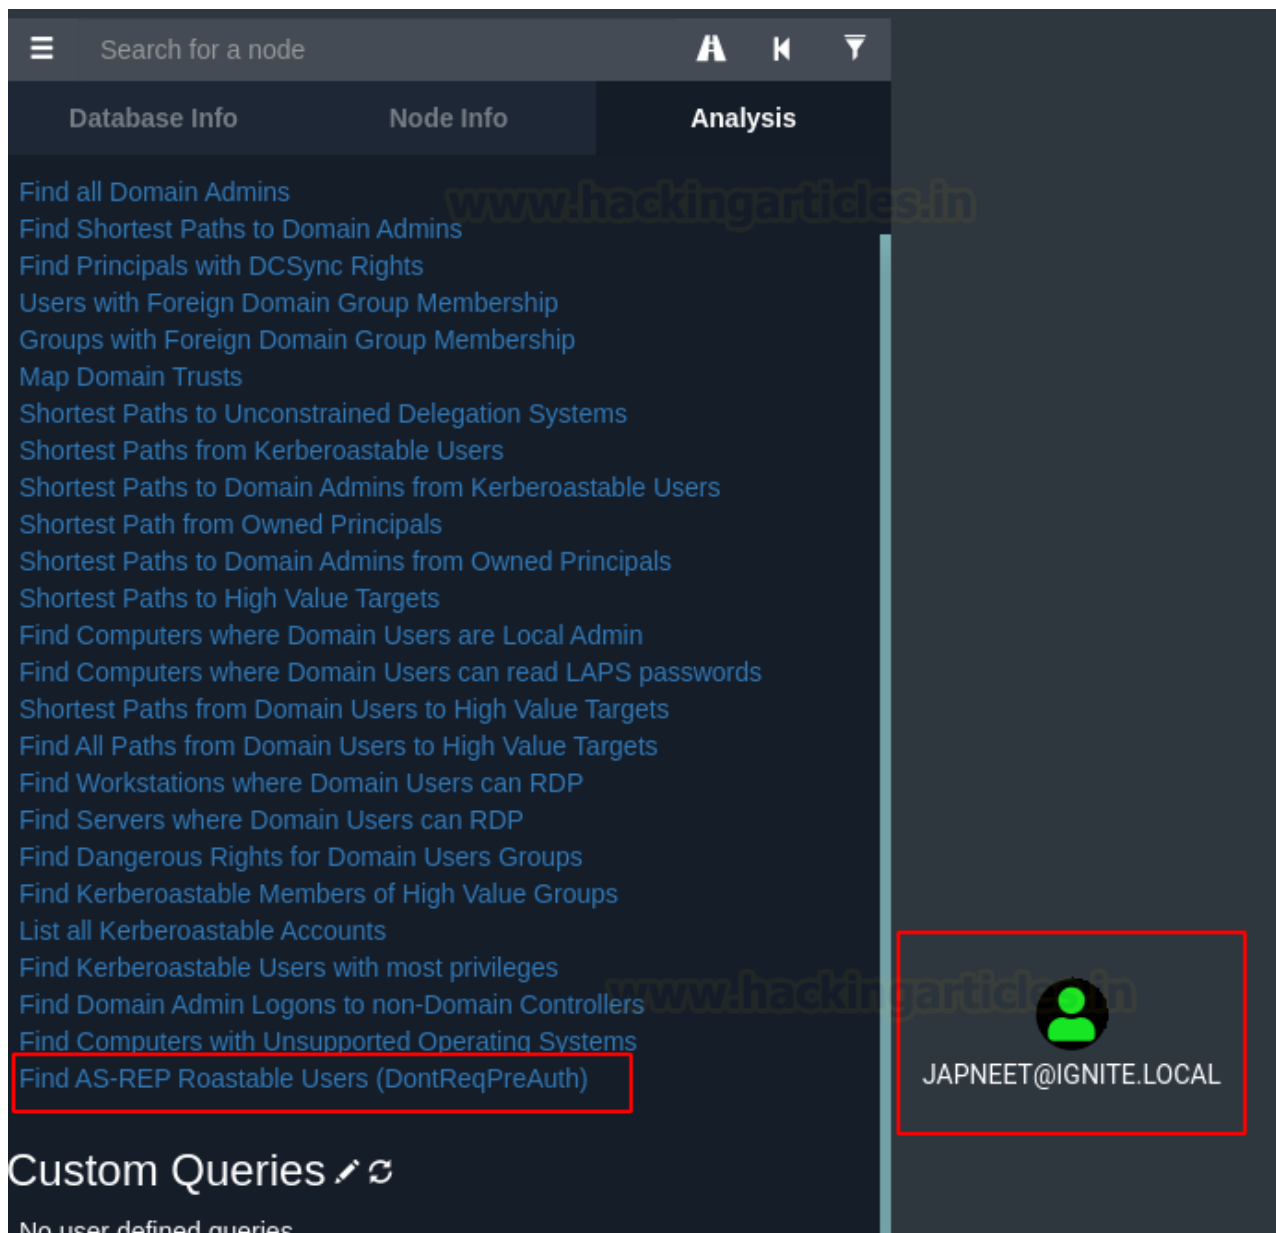 Search for a node
Database Info Node Info Analysis
www.hackingarticles.in
Find all Domain Admins
Find Shortest Paths to Domain Admins
Find Principals with DCSync Rights
Users with Foreign Domain Group Membership
Groups with Foreign Domain Group Membership
Map Domain Trusts
Shortest Paths to Unconstrained Delegation Systems
Shortest Paths from Kerberoastable Users
Shortest Paths to Domain Admins from Kerberoastable Users
Shortest Path from Owned Principals
Shortest Paths to Domain Admins from Owned Principals
Shortest Paths to High Value Targets
Find Computers where Domain Users are Local Admin
Find Computers where Domain Users can read LAPS passwords
Shortest Paths from Domain Users to High Value Targets
Find All Paths from Domain Users to High Value Targets
Find Workstations where Domain Users can RDP
Find Servers where Domain Users can RDP
Find Dangerous Rights for Domain Users Groups
Find Kerberoastable Members of High Value Groups
List all Kerberoastable Accounts
Find Kerberoastable Users with most privileges
Find Domain Admin Logons to non-Domain Controllers
www.hackingarticles.in
Find Computers with Unsupported Operating Systems
Find AS-REP Roastable Users (DontReqPreAuth)
JAPNEET@IGNITE.LOCAL
Custom Queries
No user defined queries